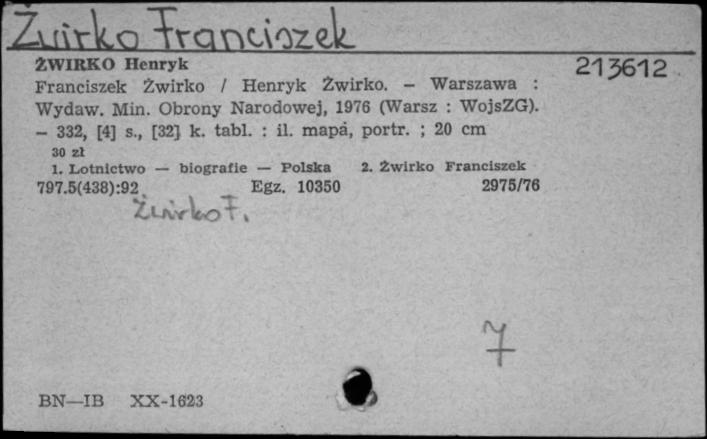 Żwirko Franciszek
ŻWIRKO Henryk 213612
Franciszek Żwirko / Henryk Żwirko. — Warszawa :
Wydaw. Min. Obrony Narodowej, 1976 (Warsz : WojsZG).
— 332, [4] s., [32] k. tabl. : il. mapa, portr. ; 20 cm
30 zł
1. Lotnictwo — biografie — Polska 2. Żwirko Franciszek
797.5(438):92 Egz. 10350 2975/76
Żwirko F.
7
BN—IB XX-1623